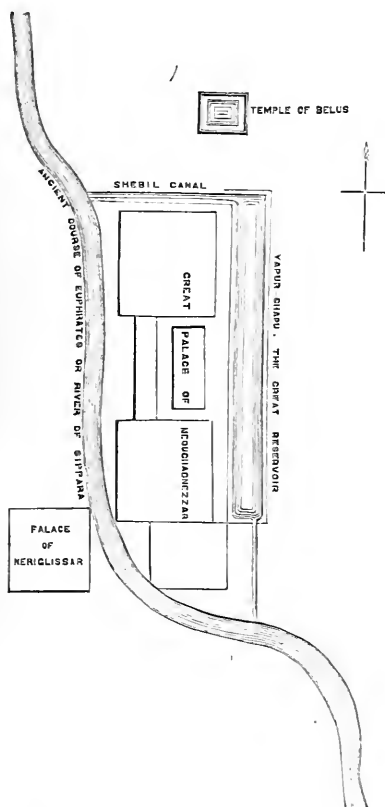 TEMPLE OF BELUS
SHEBIL CANAL
ANCIENT COURSE OF EUPHRATES OR RIVER OF SIPPARA
YAPUR SHAPU, THE GREAT RESERVOIR
GREAT
PALACE OF
NEBUCHADNEZZAR
PALACE
OF
NERIGLISSAR